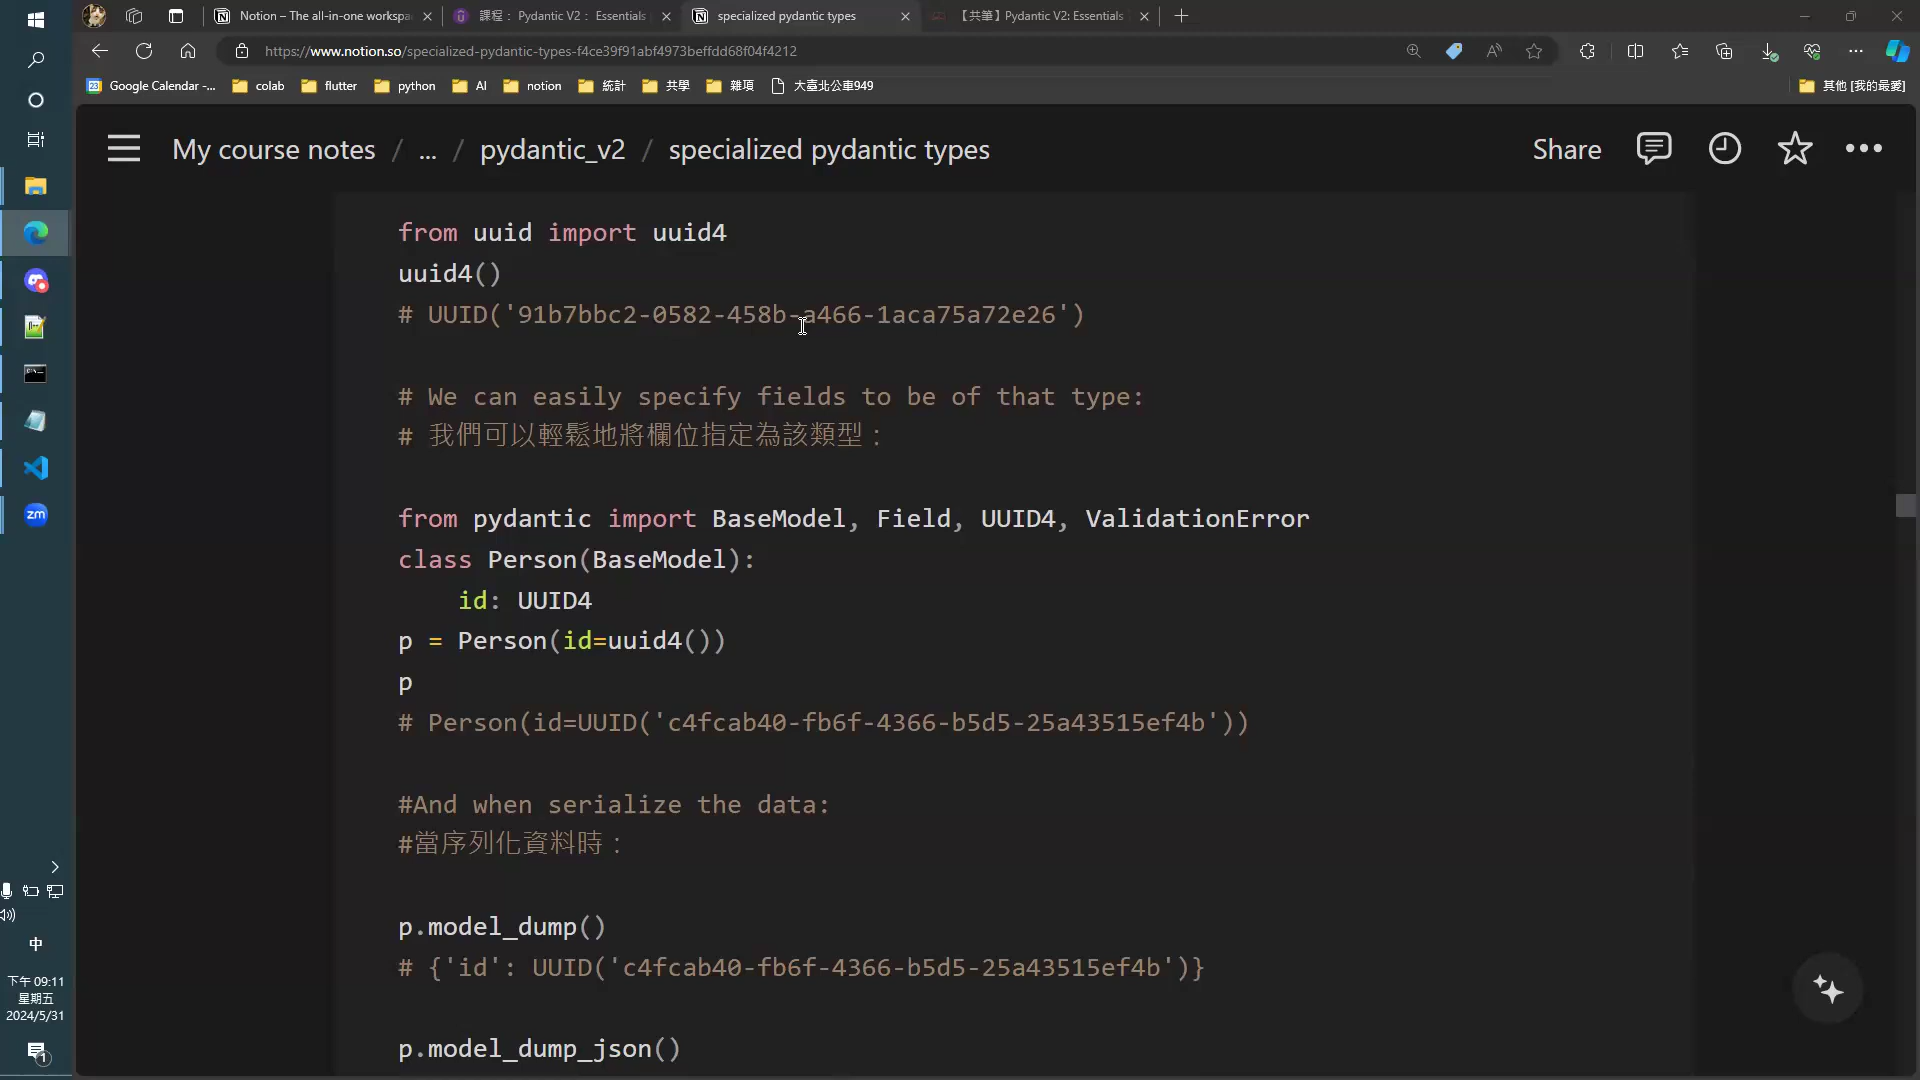 Notion – The all-in-one workspa
課程： Pydantic V2： Essentials
specialized pydantic types
【共筆】Pydantic V2: Essentials
https://www.notion.so/specialized-pydantic-types-f4ce39f91abf4973beffdd68f04f4212
Google Calendar -...
colab
flutter
python
AI
notion
統計
共學
雜項
大臺北公車949
其他 [我的最愛]
My course notes / ... / pydantic_v2 / specialized pydantic types
Share
from uuid import uuid4
uuid4()
# UUID('91b7bbc2-0582-458b-a466-1aca75a72e26')
# We can easily specify fields to be of that type:
# 我們可以輕鬆地將欄位指定為該類型：
from pydantic import BaseModel, Field, UUID4, ValidationError
class Person(BaseModel):
    id: UUID4
p = Person(id=uuid4())
p
# Person(id=UUID('c4fcab40-fb6f-4366-b5d5-25a43515ef4b'))
#And when serialize the data:
#當序列化資料時：
p.model_dump()
# {'id': UUID('c4fcab40-fb6f-4366-b5d5-25a43515ef4b')}
p.model_dump_json()
zm
中
下午 09:11
星期五
2024/5/31
1